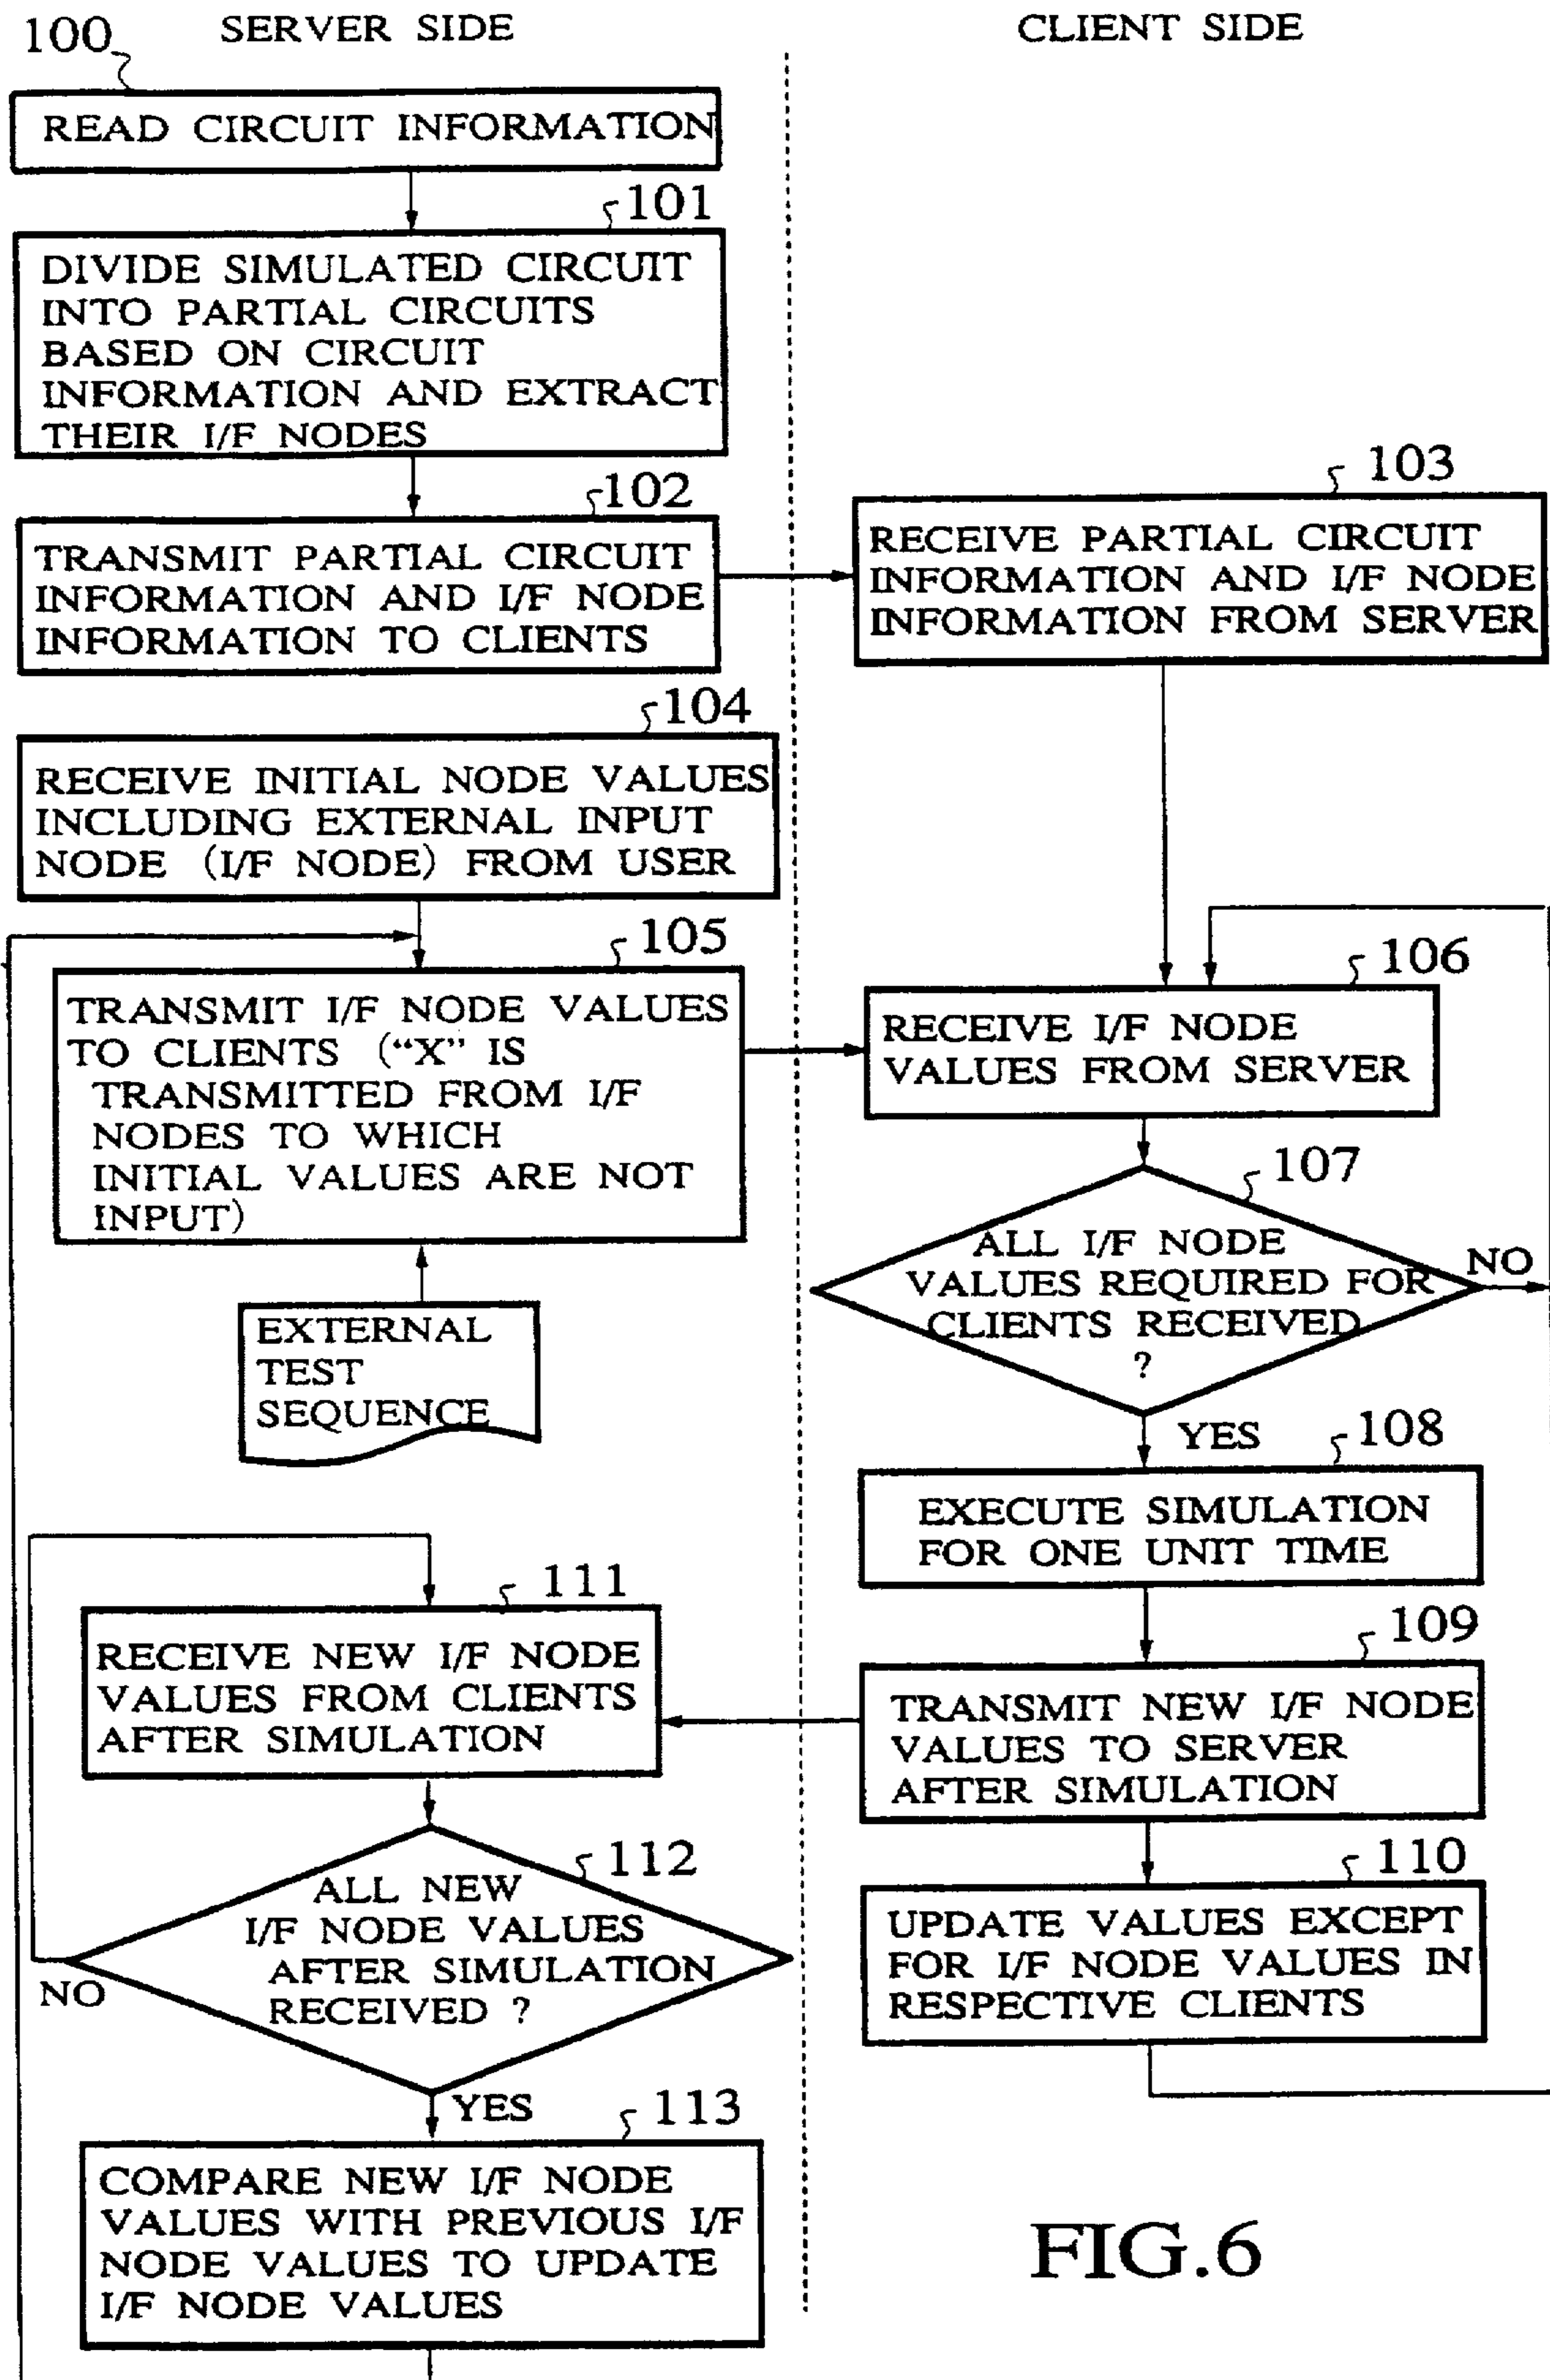 SERVER SIDE
CLIENT SIDE
100
READ CIRCUIT INFORMATION
101
DIVIDE SIMULATED CIRCUIT
INTO PARTIAL CIRCUITS
BASED ON CIRCUIT
INFORMATION AND EXTRACT
THEIR I/F NODES
102
TRANSMIT PARTIAL CIRCUIT
INFORMATION AND I/F NODE
INFORMATION TO CLIENTS
103
RECEIVE PARTIAL CIRCUIT
INFORMATION AND I/F NODE
INFORMATION FROM SERVER
104
RECEIVE INITIAL NODE VALUES
INCLUDING EXTERNAL INPUT
NODE (I/F NODE) FROM USER
105
TRANSMIT I/F NODE VALUES
TO CLIENTS (“X” IS
TRANSMITTED FROM I/F
NODES TO WHICH
INITIAL VALUES ARE NOT
INPUT)
EXTERNAL
TEST
SEQUENCE
106
RECEIVE I/F NODE
VALUES FROM SERVER
107
ALL I/F NODE
VALUES REQUIRED FOR
CLIENTS RECEIVED
?
NO
YES
108
EXECUTE SIMULATION
FOR ONE UNIT TIME
109
TRANSMIT NEW I/F NODE
VALUES TO SERVER
AFTER SIMULATION
110
UPDATE VALUES EXCEPT
FOR I/F NODE VALUES IN
RESPECTIVE CLIENTS
111
RECEIVE NEW I/F NODE
VALUES FROM CLIENTS
AFTER SIMULATION
112
ALL NEW
I/F NODE VALUES
AFTER SIMULATION
RECEIVED ?
NO
YES
113
COMPARE NEW I/F NODE
VALUES WITH PREVIOUS I/F
NODE VALUES TO UPDATE
I/F NODE VALUES
FIG.6